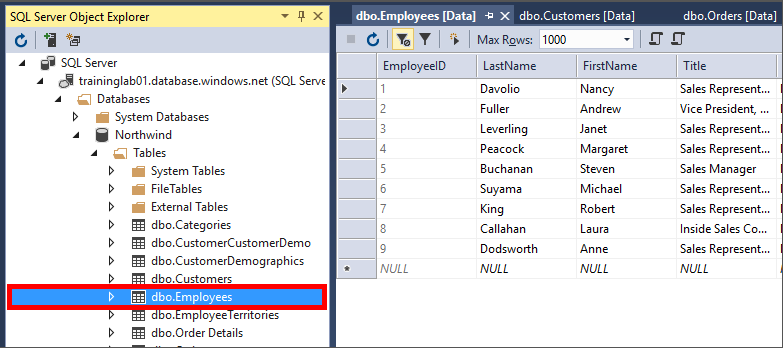 SQL Server Object Explorer
SQL Server
traininglab01.database.windows.net (SQL Serve
Databases
System Databases
Northwind
Tables
System Tables
FileTables
External Tables
dbo.Categories
dbo.CustomerCustomerDemo
dbo.CustomerDemographics
dbo.Customers
dbo.Employees
dbo.EmployeeTerritories
dbo.Order Details
dbo.Employees [Data] dbo.Customers [Data] dbo.Orders [Data]
Max Rows: 1000
EmployeeID LastName FirstName Title
1 Davolio Nancy Sales Represent...
2 Fuller Andrew Vice President, ...
3 Leverling Janet Sales Represent...
4 Peacock Margaret Sales Represent...
5 Buchanan Steven Sales Manager
6 Suyama Michael Sales Represent...
7 King Robert Sales Represent...
8 Callahan Laura Inside Sales Co...
9 Dodsworth Anne Sales Represent...
NULL NULL NULL NULL